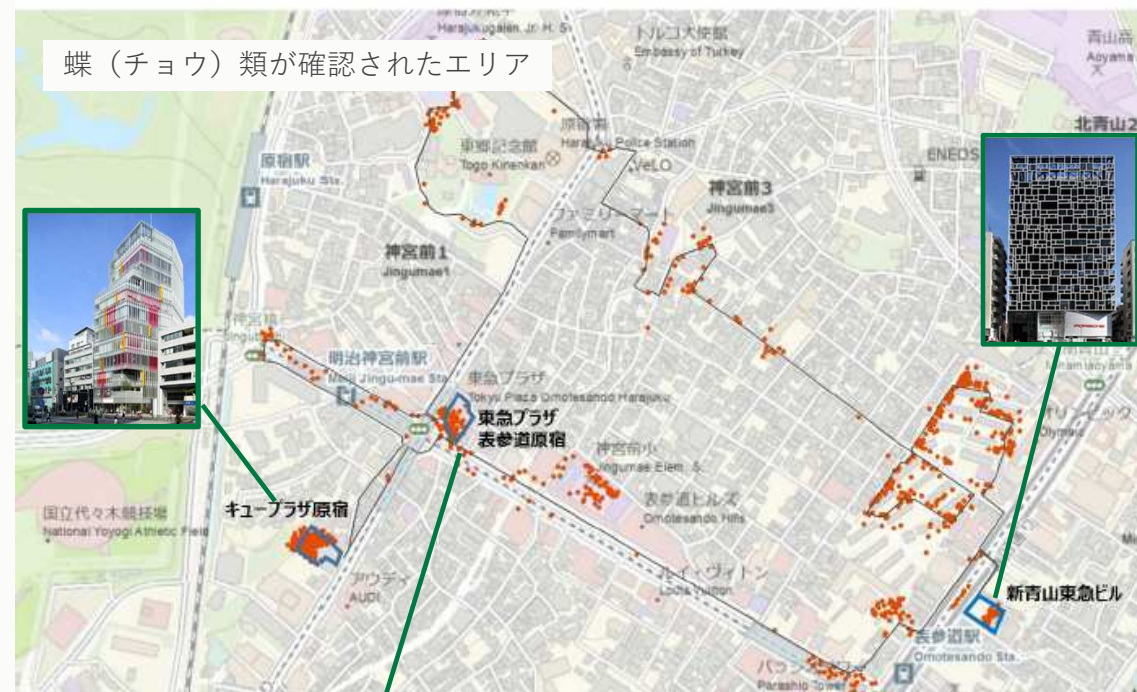 蝶（チョウ）類が確認されたエリア
Harajukugaien Jr. H. S
トルコ大使館
Embassy of Turkey
青山高
Aoyama
原宿駅
Harajuku Sta.
東郷記念館
Togo Kinenkan
原宿署
Harajuku Police Station
VeLO
北青山2
ENEOS
神宮前3
Jingumae3
ファミリーマート
Familymart
神宮前1
Jingumae1
PORSCHE
明治神宮前駅
Meiji Jingu-mae Sta.
東急プラザ
Tokyu Plaza Omotesando Harajuku
東急プラザ
表参道原宿
オリンピック
Olympic
神宮前小
Jingumae Elem. S.
表参道ヒルズ
Omotesando Hills
キュープラザ原宿
国立代々木競技場
National Yoyogi Athletic Field
アウディ
AUDI
ルイ・ヴィトン
Louis Vuitton
新青山東急ビル
表参道駅
Omotesando Sta.
Parashio Tower